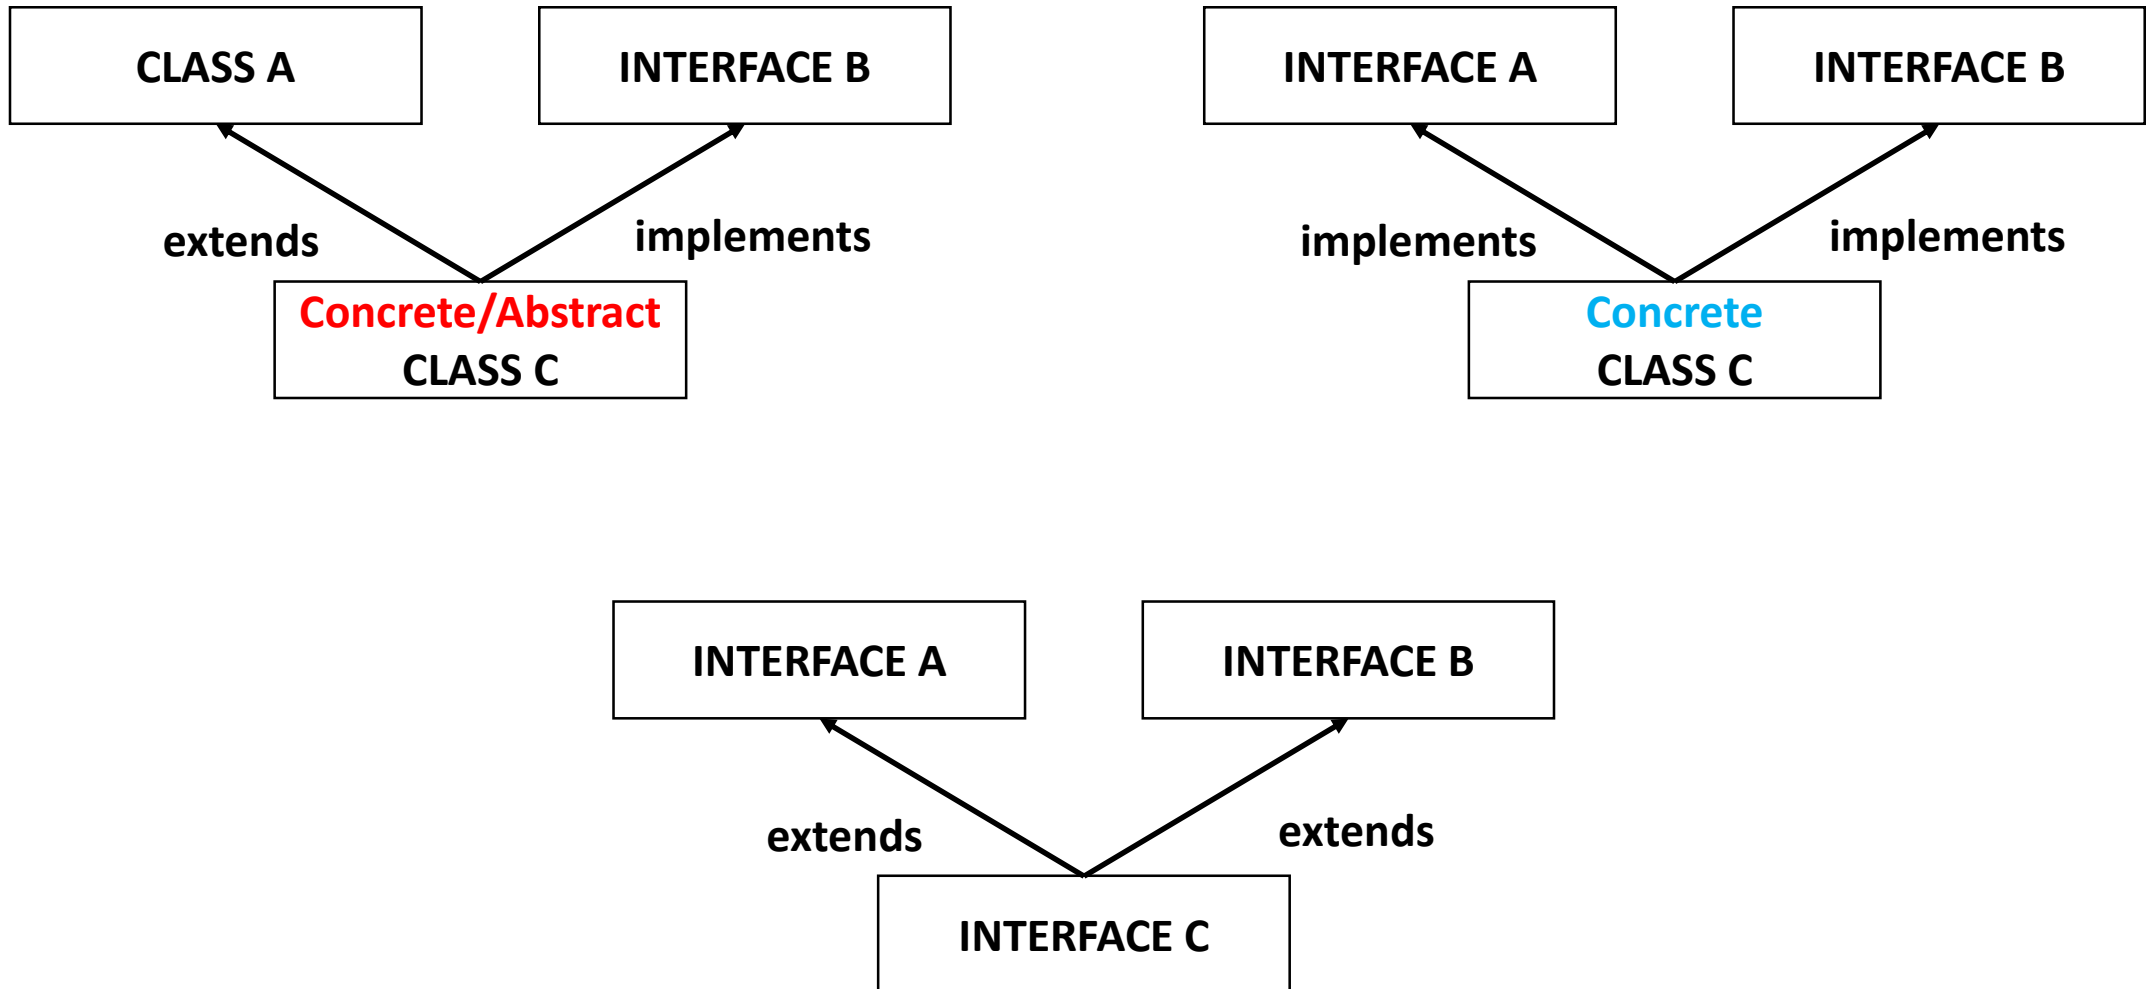 CLASS A
INTERFACE B
extends
implements
Concrete/Abstract
CLASS C
INTERFACE A
INTERFACE B
implements
implements
Concrete
CLASS C
INTERFACE A
INTERFACE B
extends
extends
INTERFACE C